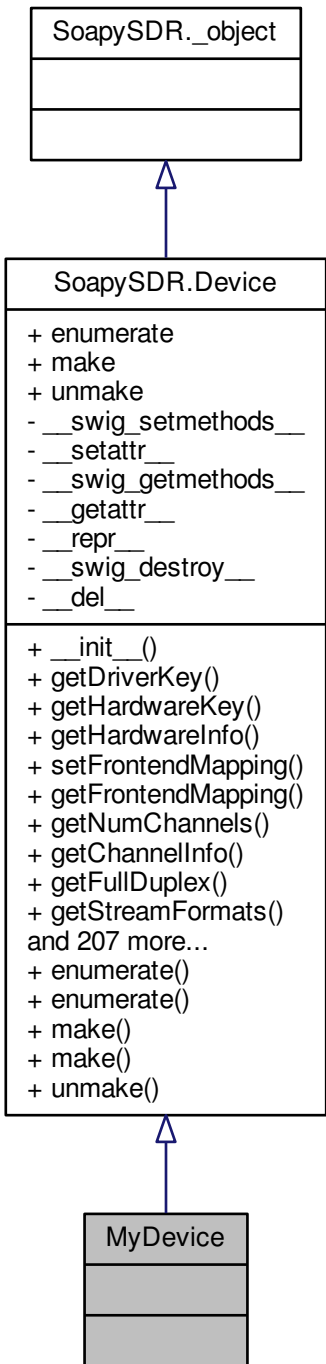 SoapySDR._object
SoapySDR.Device
+ enumerate
+ make
+ unmake
- __swig_setmethods__
- __setattr__
- __swig_getmethods__
- __getattr__
- __repr__
- __swig_destroy__
- __del__
+ __init__()
+ getDriverKey()
+ getHardwareKey()
+ getHardwareInfo()
+ setFrontendMapping()
+ getFrontendMapping()
+ getNumChannels()
+ getChannelInfo()
+ getFullDuplex()
+ getStreamFormats()
and 207 more...
+ enumerate()
+ enumerate()
+ make()
+ make()
+ unmake()
MyDevice